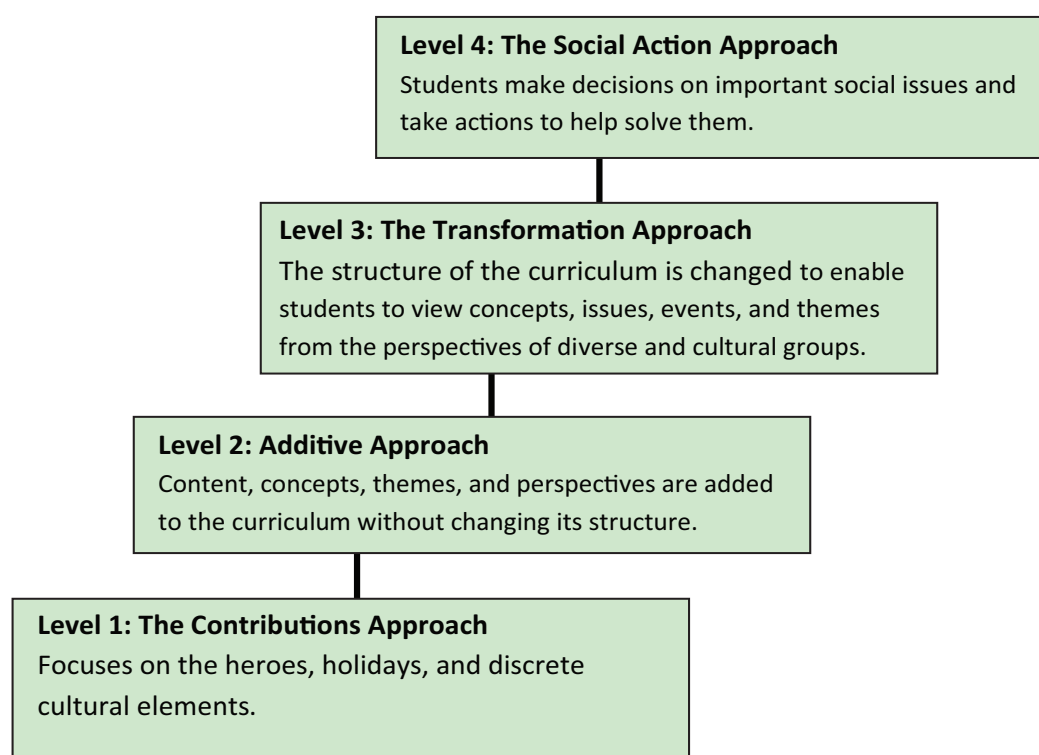 Level 4: The Social Action Approach
Students make decisions on important social issues and
take actions to help solve them.
Level 3: The Transformation Approach
The structure of the curriculum is changed to enable
students to view concepts, issues, events, and themes
from the perspectives of diverse and cultural groups.
Level 2: Additive Approach
Content, concepts, themes, and perspectives are added
to the curriculum without changing its structure.
Level 1: The Contributions Approach
Focuses on the heroes, holidays, and discrete
cultural elements.